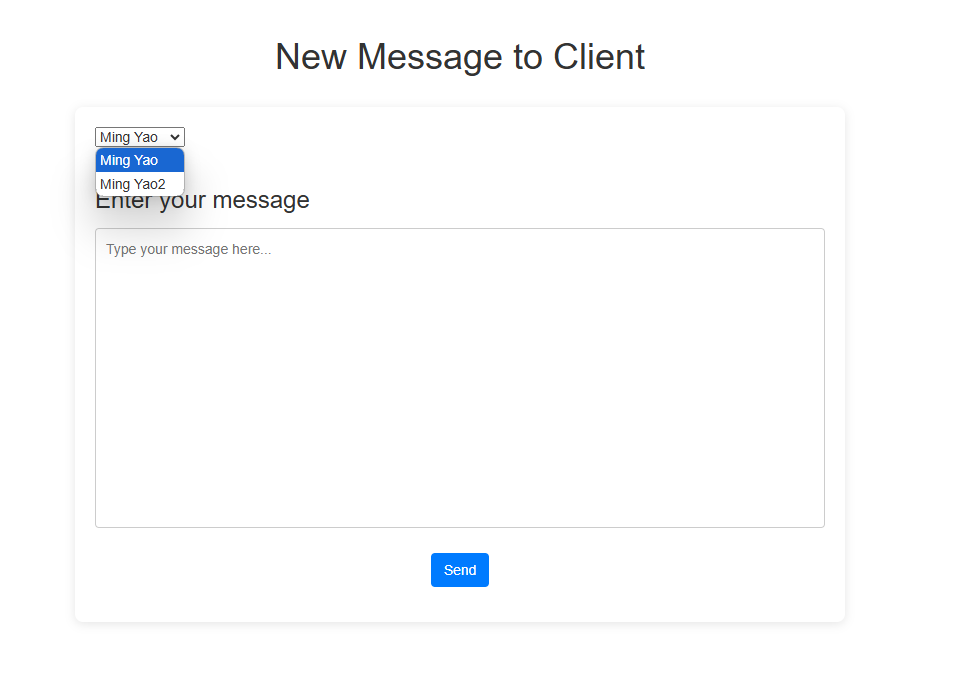 New Message to Client
Ming Yao
Ming Yao
Ming Yao2
Enter your message
Type your message here...
Send